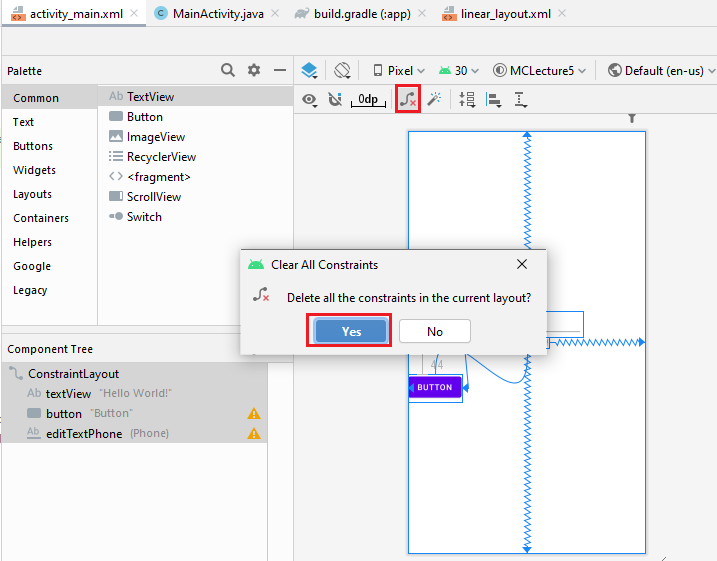 activity_main.xml MainActivity.java build.gradle (:app) linear_layout.xml
Palette
Pixel 30 MCLecture5 Default (en-us)
Common
Text
Buttons
Widgets
Layouts
Containers
Helpers
Google
Legacy
Ab TextView
Button
ImageView
RecyclerView
<fragment>
ScrollView
Switch
0dp
Clear All Constraints
Delete all the constraints in the current layout?
Yes No
44
BUTTON
Component Tree
ConstraintLayout
Ab textView "Hello World!"
button "Button"
Ab editTextPhone (Phone)